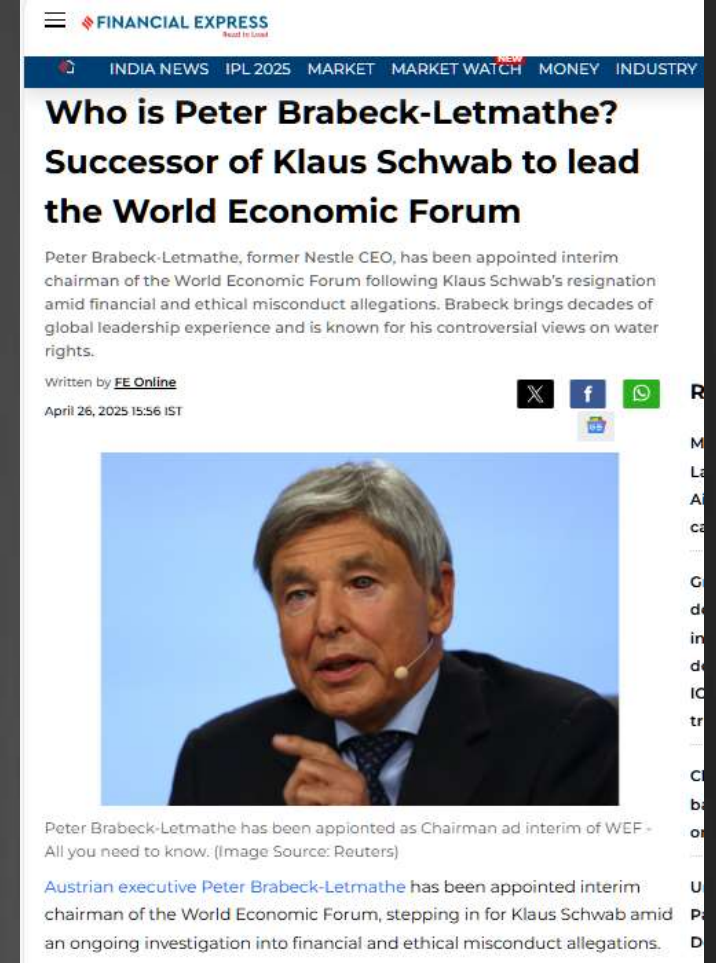 FINANCIAL EXPRESS
Read to Lead
NEW
INDIA NEWS IPL 2025 MARKET MARKET WATCH MONEY INDUSTRY
Who is Peter Brabeck-Letmathe?
Successor of Klaus Schwab to lead
the World Economic Forum
Peter Brabeck-Letmathe, former Nestle CEO, has been appointed interim
chairman of the World Economic Forum following Klaus Schwab's resignation
amid financial and ethical misconduct allegations. Brabeck brings decades of
global leadership experience and is known for his controversial views on water
rights.
Written by FE Online
April 26, 2025 15:56 IST
Peter Brabeck-Letmathe has been appionted as Chairman ad interim of WEF -
All you need to know. (Image Source: Reuters)
Austrian executive Peter Brabeck-Letmathe has been appointed interim
chairman of the World Economic Forum, stepping in for Klaus Schwab amid
an ongoing investigation into financial and ethical misconduct allegations.